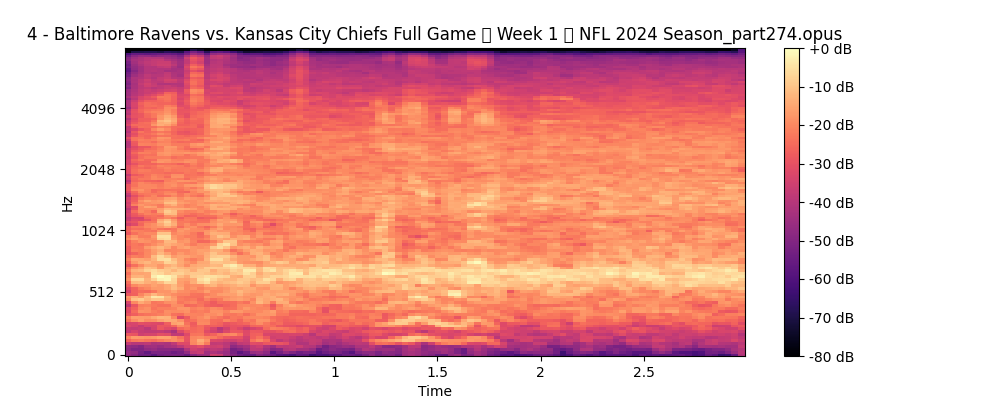 4 - Baltimore Ravens vs. Kansas City Chiefs Full Game ▯ Week 1 ▯ NFL 2024 Season_part274.opus
+0 dB
-10 dB
-20 dB
-30 dB
-40 dB
-50 dB
-60 dB
-70 dB
-80 dB
4096
2048
1024
512
0
Hz
0
0.5
1
1.5
2
2.5
Time